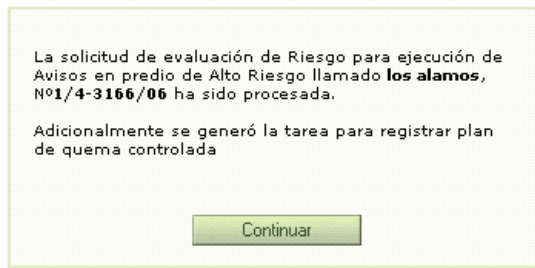 La solicitud de evaluación de Riesgo para ejecución de
Avisos en predio de Alto Riesgo llamado los alamos,
Nº1/4-3166/06 ha sido procesada.
Adicionalmente se generó la tarea para registrar plan
de quema controlada
Continuar